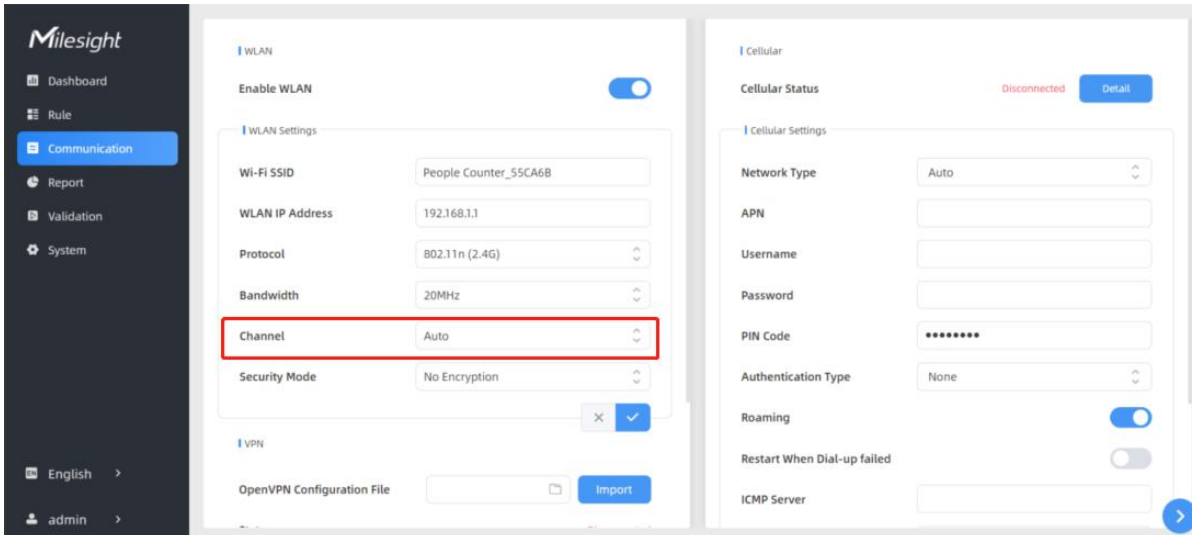 Milesight
Dashboard
Rule
Communication
Report
Validation
System
English
admin
WLAN
Enable WLAN
WLAN Settings
Wi-Fi SSID People Counter_55CA6B
WLAN IP Address 192.168.1.1
Protocol 802.11n (2.4G)
Bandwidth 20MHz
Channel Auto
Security Mode No Encryption
VPN
OpenVPN Configuration File Import
Cellular
Cellular Status Disconnected Detail
Cellular Settings
Network Type Auto
APN
Username
Password
PIN Code ••••••••
Authentication Type None
Roaming
Restart When Dial-up failed
ICMP Server